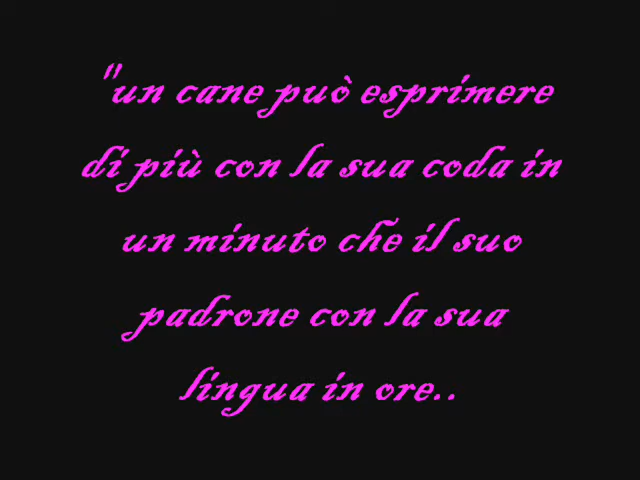 "un cane può esprimere
di più con la sua coda in
un minuto che il suo
padrone con la sua
lingua in ore..